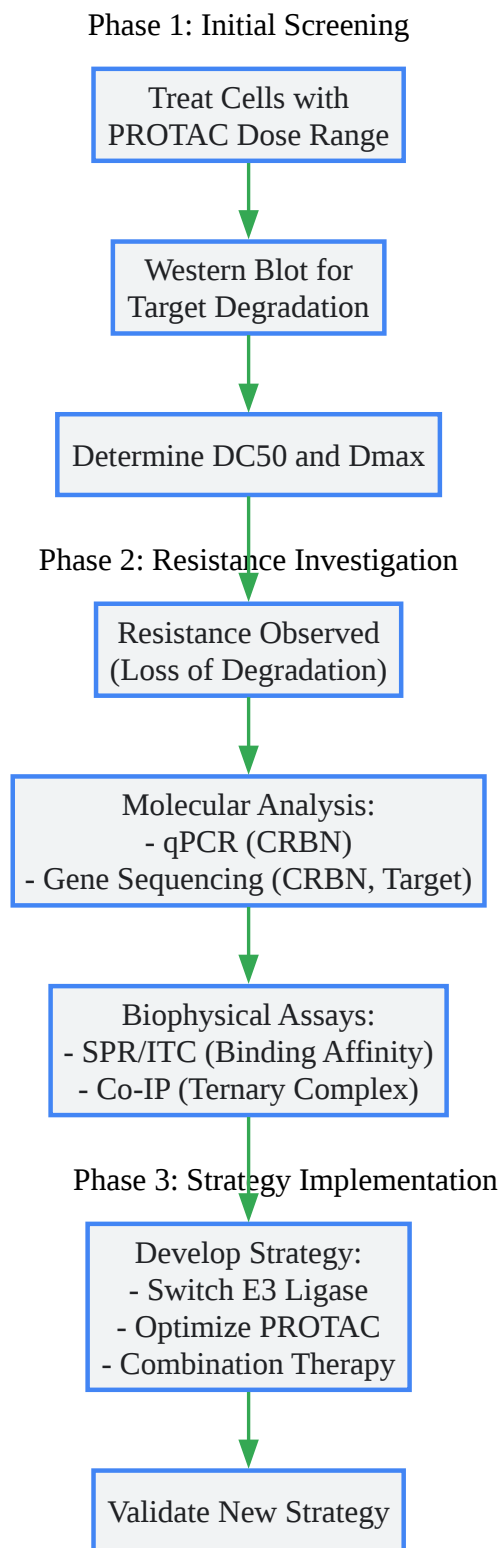 Phase 1: Initial Screening
Treat Cells with
PROTAC Dose Range
Western Blot for
Target Degradation
Determine DC50 and Dmax
Phase 2: Resistance Investigation
Resistance Observed
(Loss of Degradation)
Molecular Analysis:
- qPCR (CRBN)
- Gene Sequencing (CRBN, Target)
Biophysical Assays:
- SPR/ITC (Binding Affinity)
- Co-IP (Ternary Complex)
Phase 3: Strategy Implementation
Develop Strategy:
- Switch E3 Ligase
- Optimize PROTAC
- Combination Therapy
Validate New Strategy